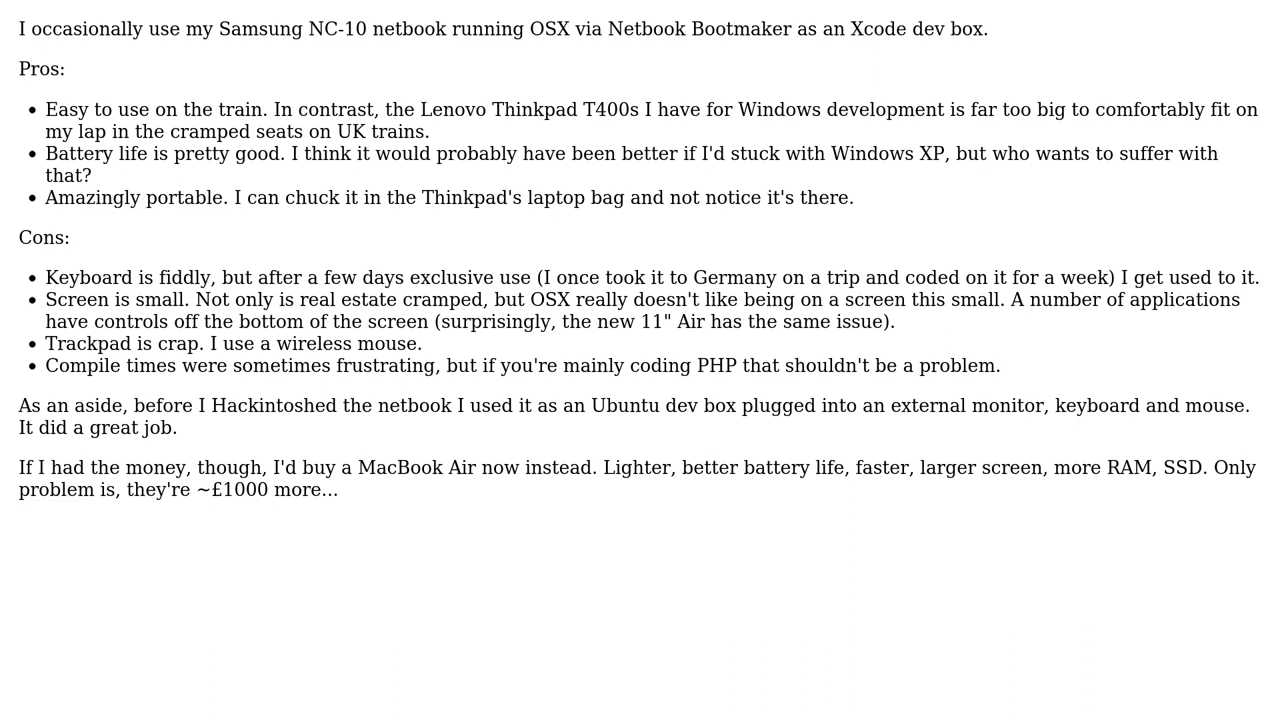 I occasionally use my Samsung NC-10 netbook running OSX via Netbook Bootmaker as an Xcode dev box.
Pros:
• Easy to use on the train. In contrast, the Lenovo Thinkpad T400s I have for Windows development is far too big to comfortably fit on
my lap in the cramped seats on UK trains.
• Battery life is pretty good. I think it would probably have been better if I'd stuck with Windows XP, but who wants to suffer with
that?
• Amazingly portable. I can chuck it in the Thinkpad's laptop bag and not notice it's there.
Cons:
• Keyboard is fiddly, but after a few days exclusive use (I once took it to Germany on a trip and coded on it for a week) I get used to it.
• Screen is small. Not only is real estate cramped, but OSX really doesn't like being on a screen this small. A number of applications
have controls off the bottom of the screen (surprisingly, the new 11" Air has the same issue).
• Trackpad is crap. I use a wireless mouse.
• Compile times were sometimes frustrating, but if you're mainly coding PHP that shouldn't be a problem.
As an aside, before I Hackintoshed the netbook I used it as an Ubuntu dev box plugged into an external monitor, keyboard and mouse.
It did a great job.
If I had the money, though, I'd buy a MacBook Air now instead. Lighter, better battery life, faster, larger screen, more RAM, SSD. Only
problem is, they're ~£1000 more...